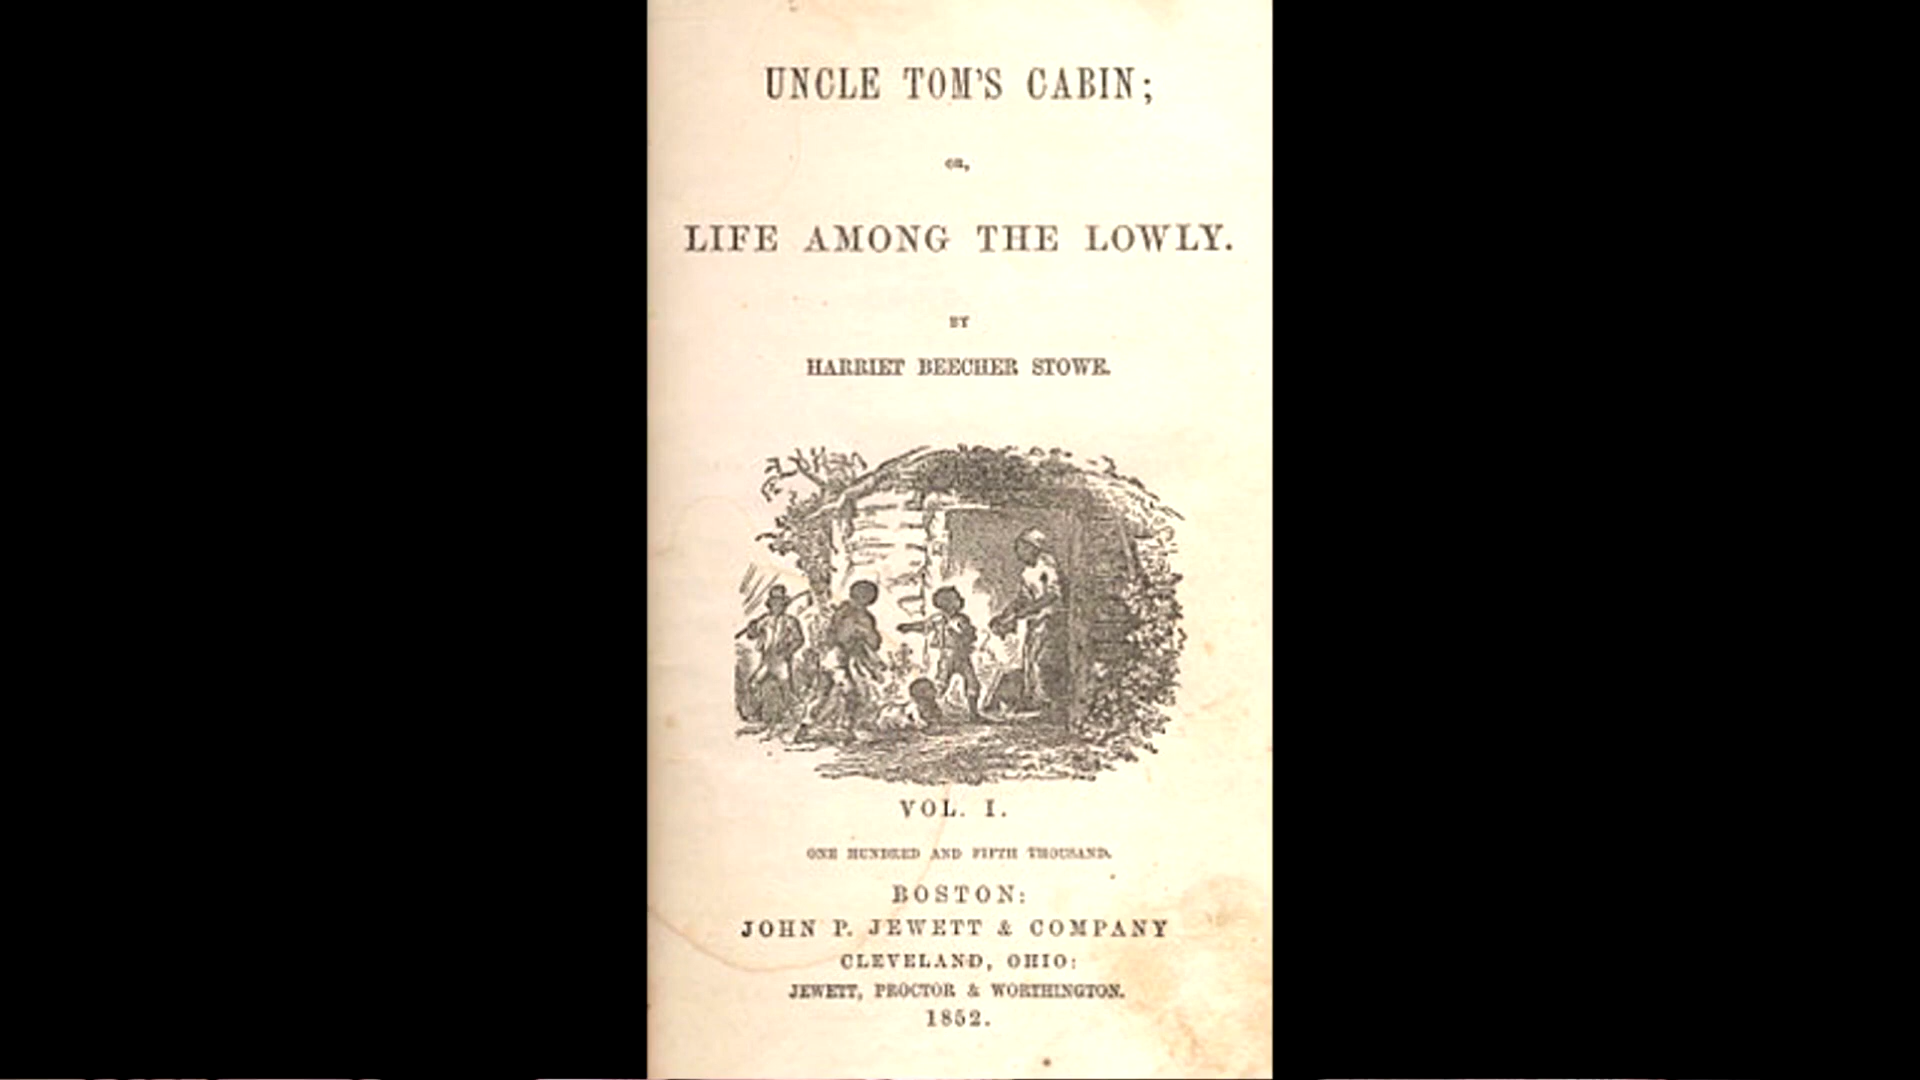 UNCLE TOM'S CABIN;
OR,
LIFE AMONG THE LOWLY.
BY
HARRIET BEECHER STOWE.
VOL. I.
ONE HUNDRED AND FIFTH THOUSAND.
BOSTON:
JOHN P. JEWETT & COMPANY
CLEVELAND, OHIO:
JEWETT, PROCTOR & WORTHINGTON.
1852.